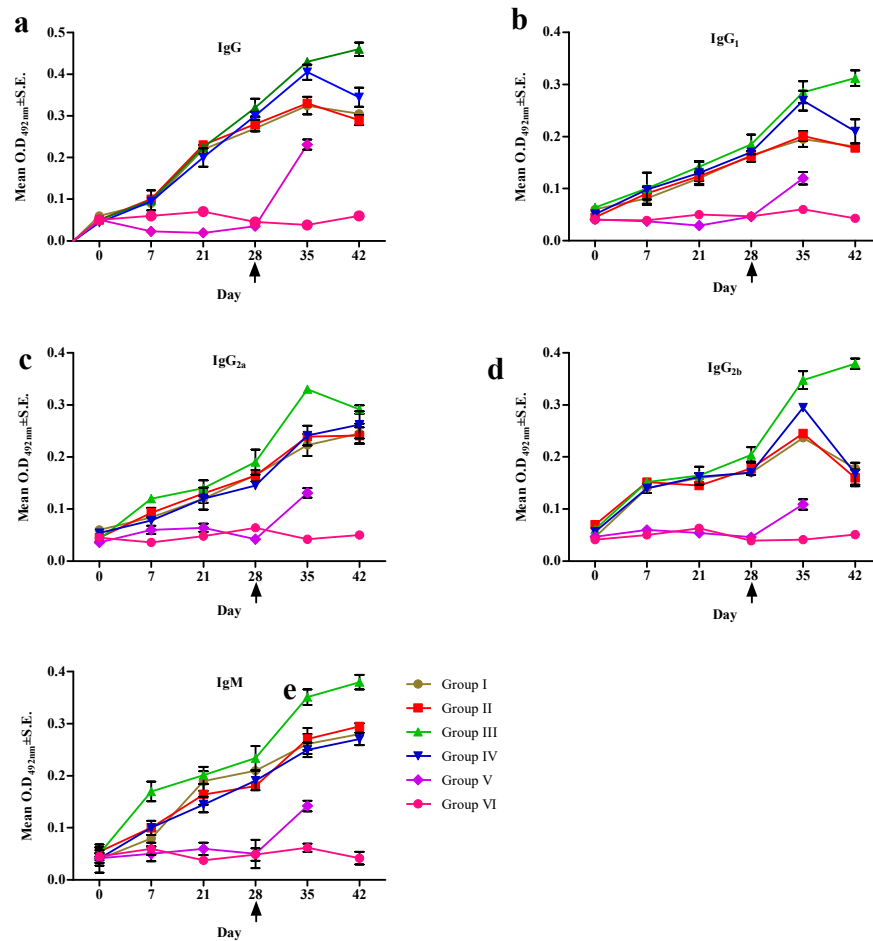 a
IgG
Mean O.D492nm±S.E.
0.5
0.4
0.3
0.2
0.1
0.0
0 7 21 28 35 42
Day
b
IgG1
Mean O.D492nm±S.E.
0.4
0.3
0.2
0.1
0.0
0 7 21 28 35 42
Day
c
IgG2a
Mean O.D492nm±S.E.
0.4
0.3
0.2
0.1
0.0
0 7 21 28 35 42
Day
d
IgG2b
Mean O.D492nm±S.E.
0.4
0.3
0.2
0.1
0.0
0 7 21 28 35 42
Day
e
IgM
Mean O.D492nm±S.E.
0.4
0.3
0.2
0.1
0.0
0 7 21 28 35 42
Day
Group I
Group II
Group III
Group IV
Group V
Group VI